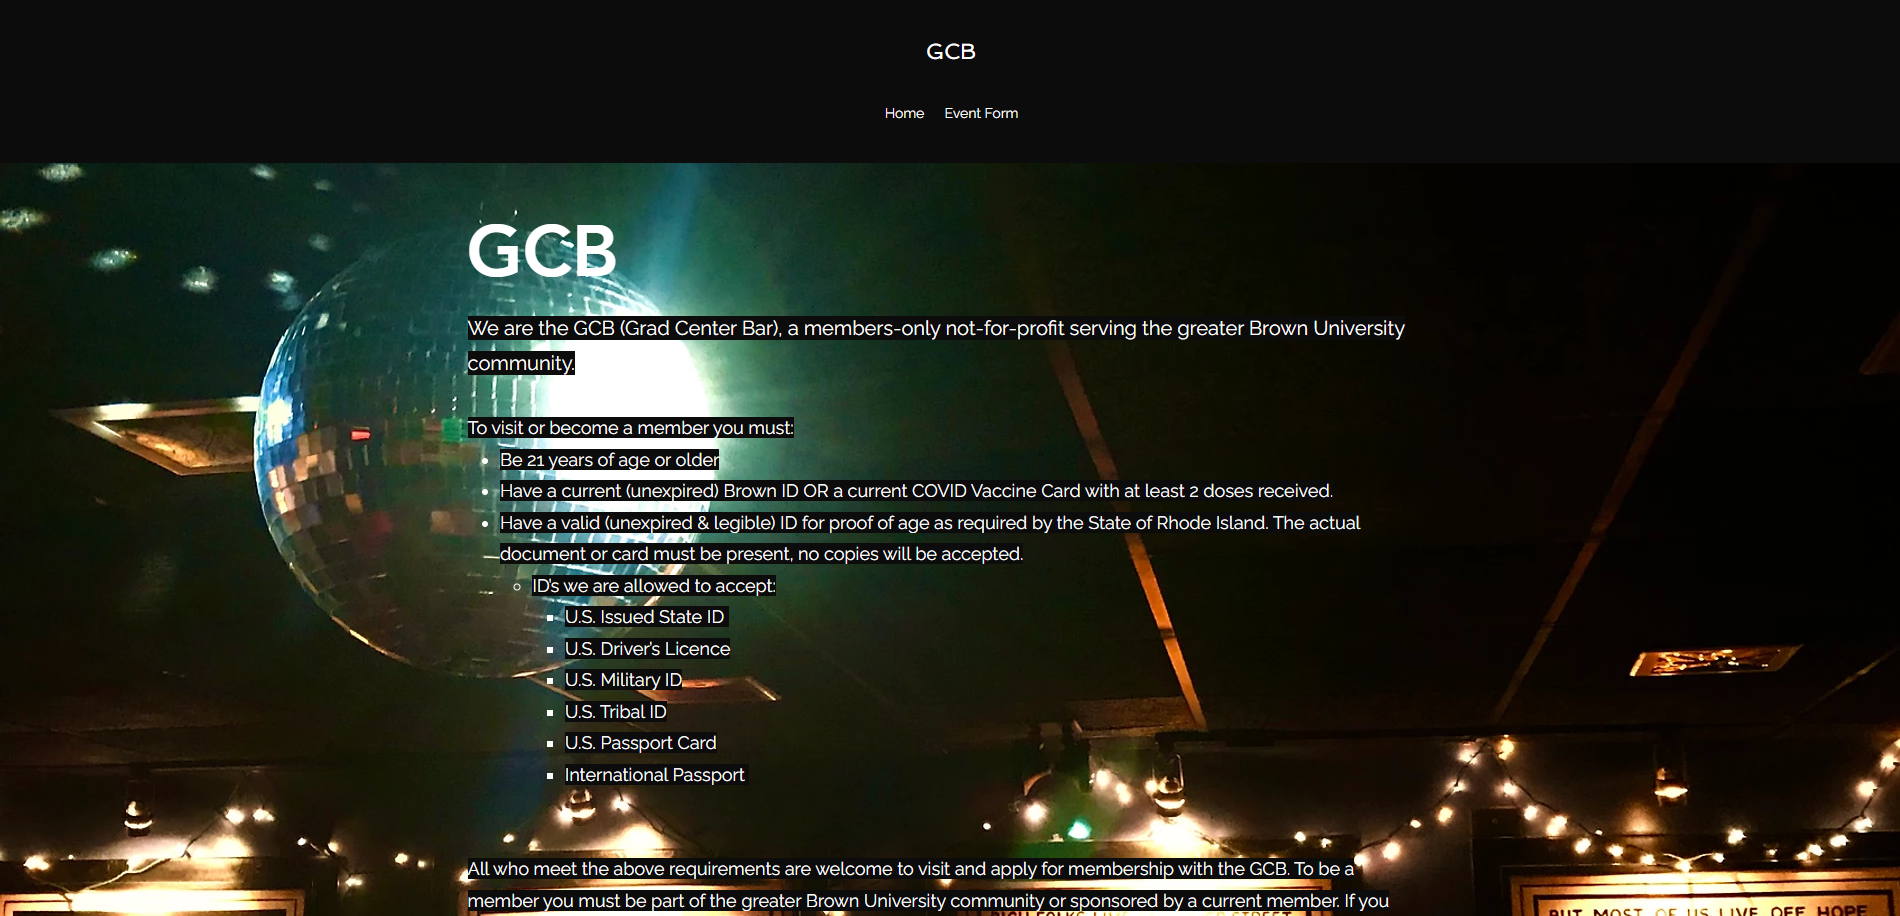 GCB
Home Event Form
GCB
We are the GCB (Grad Center Bar), a members-only not-for-profit serving the greater Brown University
community.
To visit or become a member you must:
Be 21 years of age or older
Have a current (unexpired) Brown ID OR a current COVID Vaccine Card with at least 2 doses received.
Have a valid (unexpired & legible) ID for proof of age as required by the State of Rhode Island. The actual
document or card must be present, no copies will be accepted.
ID's we are allowed to accept:
U.S. Issued State ID
U.S. Driver's Licence
U.S. Military ID
U.S. Tribal ID
U.S. Passport Card
International Passport
All who meet the above requirements are welcome to visit and apply for membership with the GCB. To be a
member you must be part of the greater Brown University community or sponsored by a current member. If you
BUT MOST OF US LIVE OFF HOPE